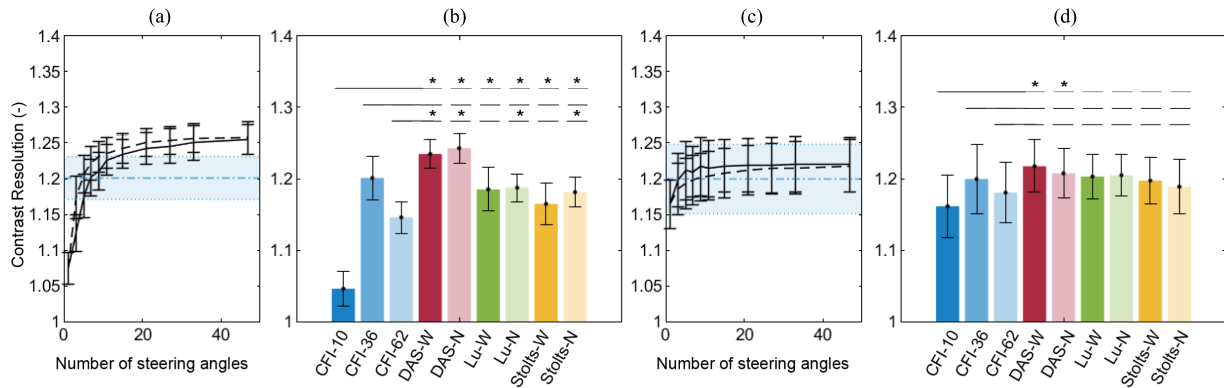 (a) (b) (c) (d)
1.4 1.4 1.4 1.4
1.35
* * * * * * *
1.3 1.3 1.3 1.3
* * *
1.25
1.2 1.2 1.2 1.2
1.15
1.1 1.1 1.1 1.1
1.05
1 1 1 1
Contrast Resolution (-)
0 20 40 0 20 40
Number of steering angles
CFI-10 CFI-36 CFI-62 DAS-W DAS-N Lu-W Lu-N Stolts-W Stolts-N
1.35
1.25
1.15
1.05
Number of steering angles
CFI-10 CFI-36 CFI-62 DAS-W DAS-N Lu-W Lu-N Stolts-W Stolts-N